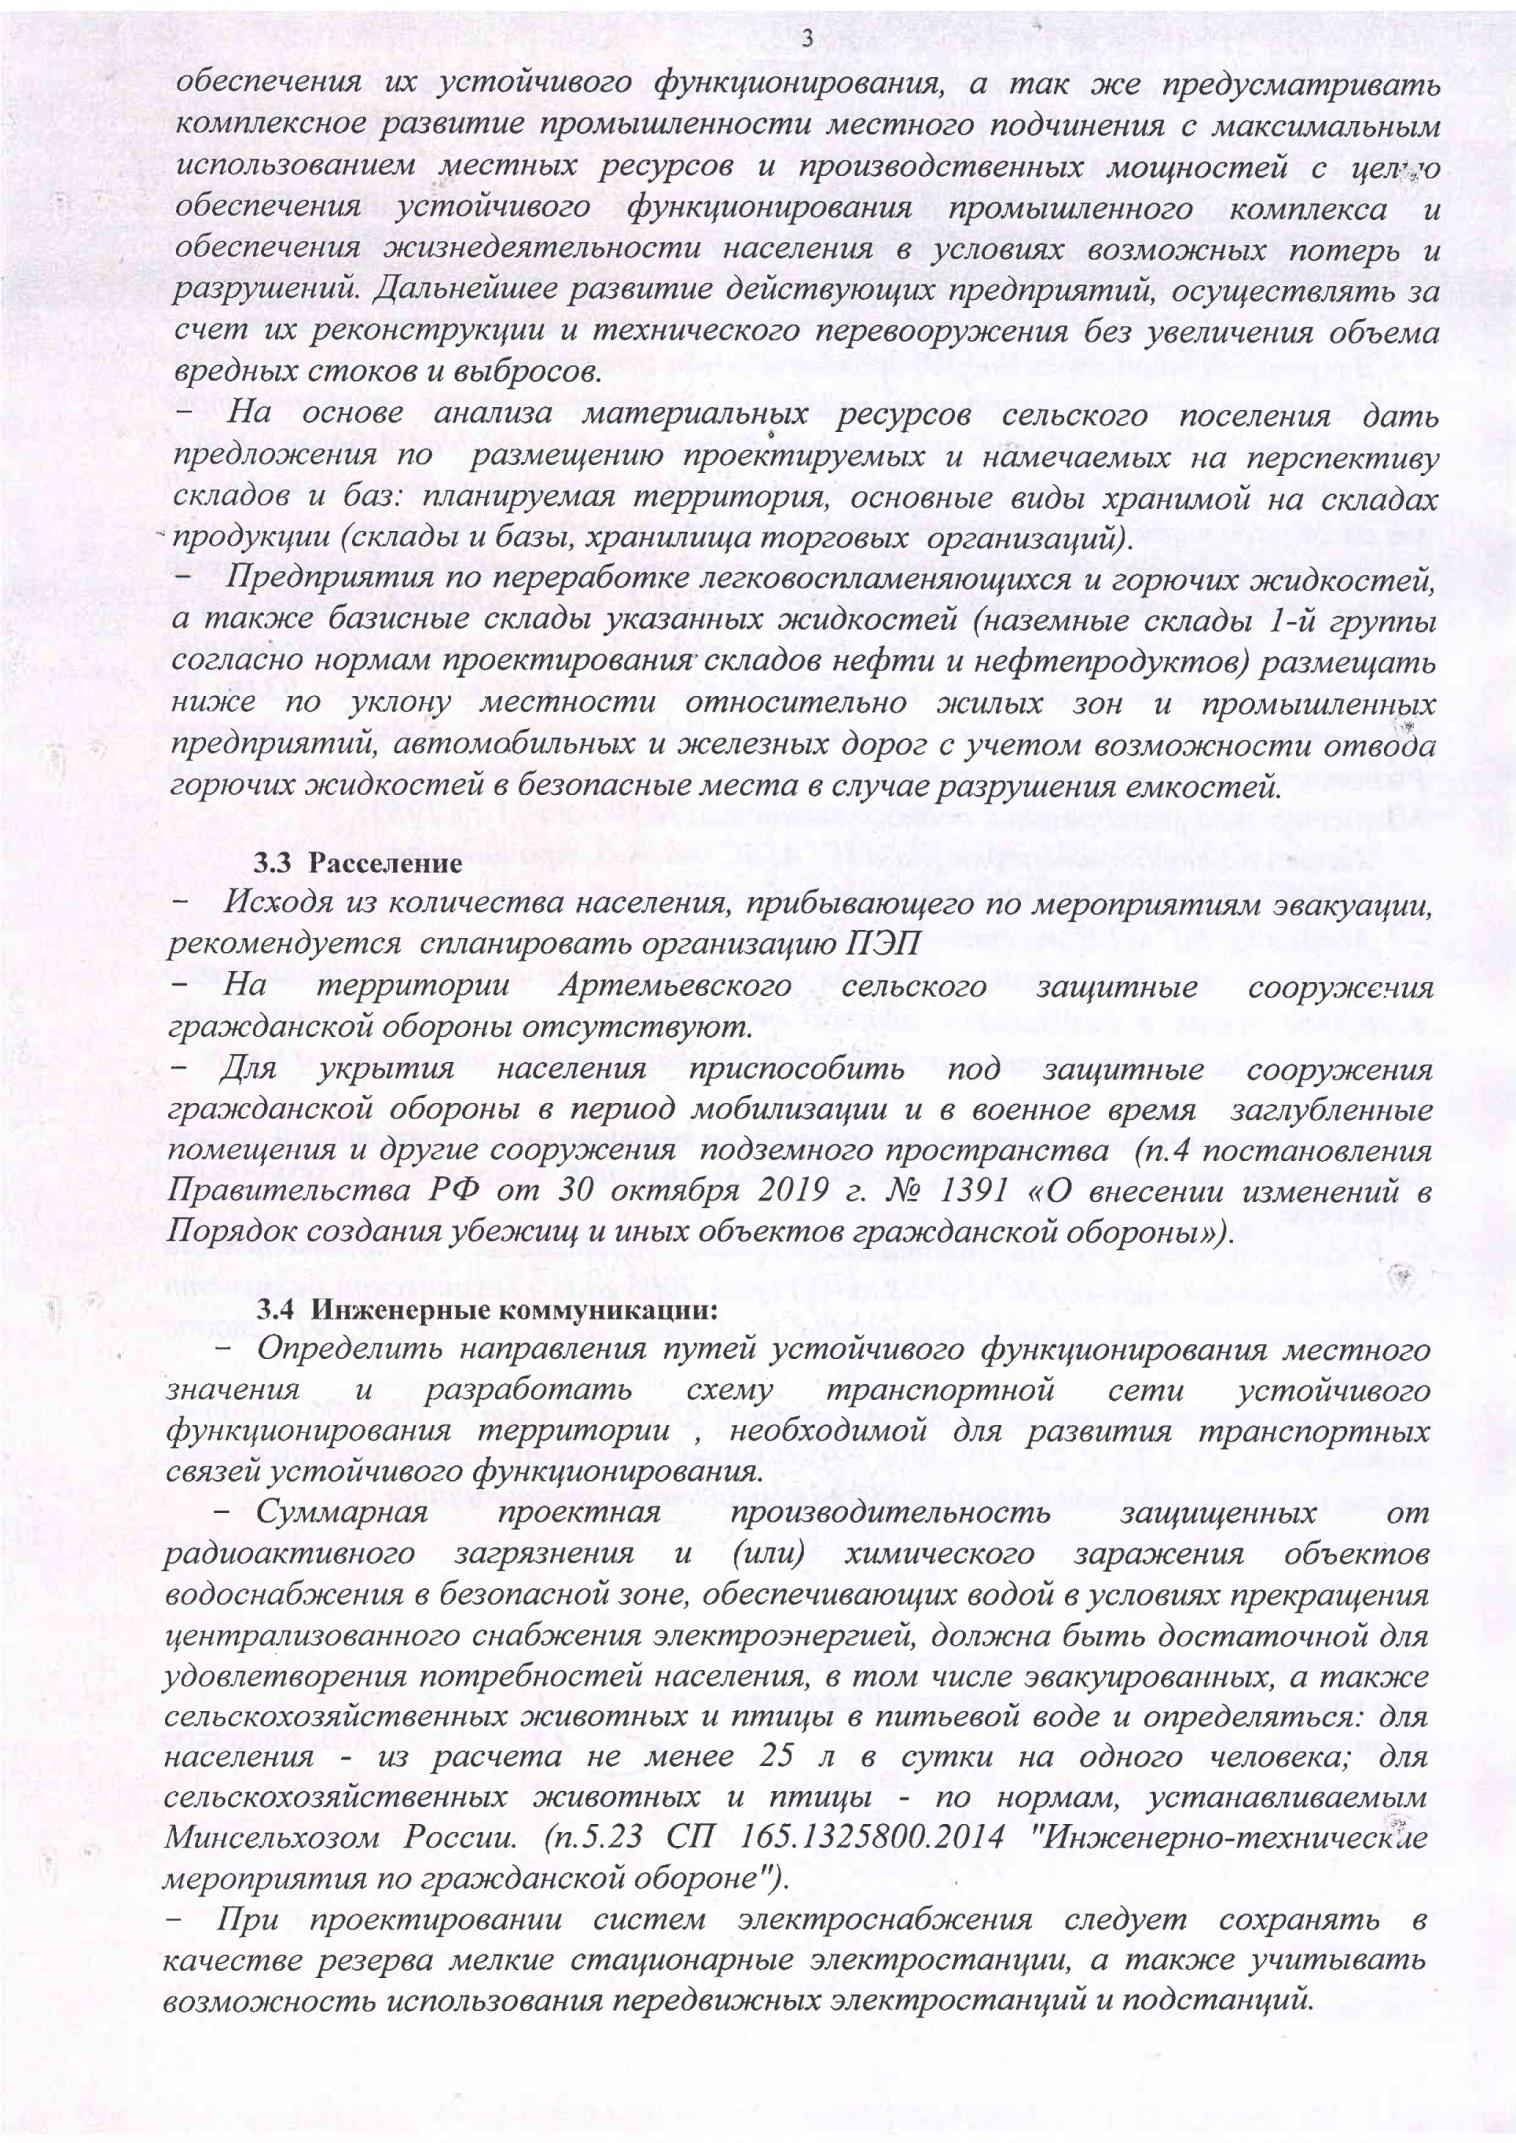 3
обеспечения их устойчивого функционирования, а так же предусматривать
комплексное развитие промышленности местного подчинения с максимальным
использованием местных ресурсов и производственных мощностей с целью
обеспечения устойчивого функционирования промышленного комплекса и
обеспечения жизнедеятельности населения в условиях возможных потерь и
разрушений. Дальнейшее развитие действующих предприятий, осуществлять за
счет их реконструкции и технического перевооружения без увеличения объема
вредных стоков и выбросов.
– На основе анализа материальных ресурсов сельского поселения дать
предложения по размещению проектируемых и намечаемых на перспективу
складов и баз: планируемая территория, основные виды хранимой на складах
продукции (склады и базы, хранилища торговых организаций).
– Предприятия по переработке легковоспламеняющихся и горючих жидкостей,
а также базисные склады указанных жидкостей (наземные склады 1-й группы
согласно нормам проектирования складов нефти и нефтепродуктов) размещать
ниже по уклону местности относительно жилых зон и промышленных
предприятий, автомобильных и железных дорог с учетом возможности отвода
горючих жидкостей в безопасные места в случае разрушения емкостей.
3.3 Расселение
– Исходя из количества населения, прибывающего по мероприятиям эвакуации,
рекомендуется спланировать организацию ПЭП
– На территории Артемьевского сельского защитные сооружения
гражданской обороны отсутствуют.
– Для укрытия населения приспособить под защитные сооружения
гражданской обороны в период мобилизации и в военное время заглубленные
помещения и другие сооружения подземного пространства (п.4 постановления
Правительства РФ от 30 октября 2019 г. № 1391 «О внесении изменений в
Порядок создания убежищ и иных объектов гражданской обороны»).
3.4 Инженерные коммуникации:
– Определить направления путей устойчивого функционирования местного
значения и разработать схему транспортной сети устойчивого
функционирования территории , необходимой для развития транспортных
связей устойчивого функционирования.
– Суммарная проектная производительность защищенных от
радиоактивного загрязнения и (или) химического заражения объектов
водоснабжения в безопасной зоне, обеспечивающих водой в условиях прекращения
централизованного снабжения электроэнергией, должна быть достаточной для
удовлетворения потребностей населения, в том числе эвакуированных, а также
сельскохозяйственных животных и птицы в питьевой воде и определяться: для
населения - из расчета не менее 25 л в сутки на одного человека; для
сельскохозяйственных животных и птицы - по нормам, устанавливаемым
Минсельхозом России. (п.5.23 СП 165.1325800.2014 "Инженерно-технические
мероприятия по гражданской обороне").
– При проектировании систем электроснабжения следует сохранять в
качестве резерва мелкие стационарные электростанции, а также учитывать
возможность использования передвижных электростанций и подстанций.